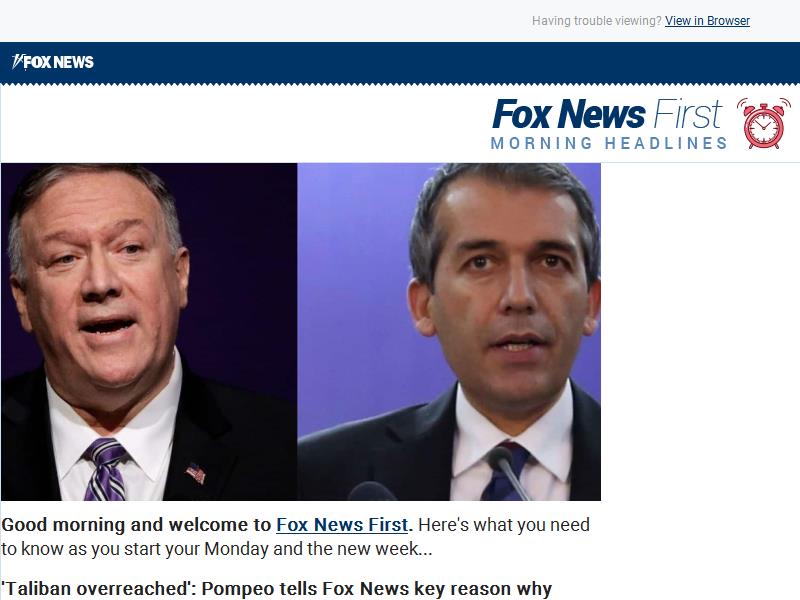 Having trouble viewing? View in Browser
FOX NEWS
Fox News First
MORNING HEADLINES
Good morning and welcome to Fox News First. Here's what you need
to know as you start your Monday and the new week...
'Taliban overreached': Pompeo tells Fox News key reason why